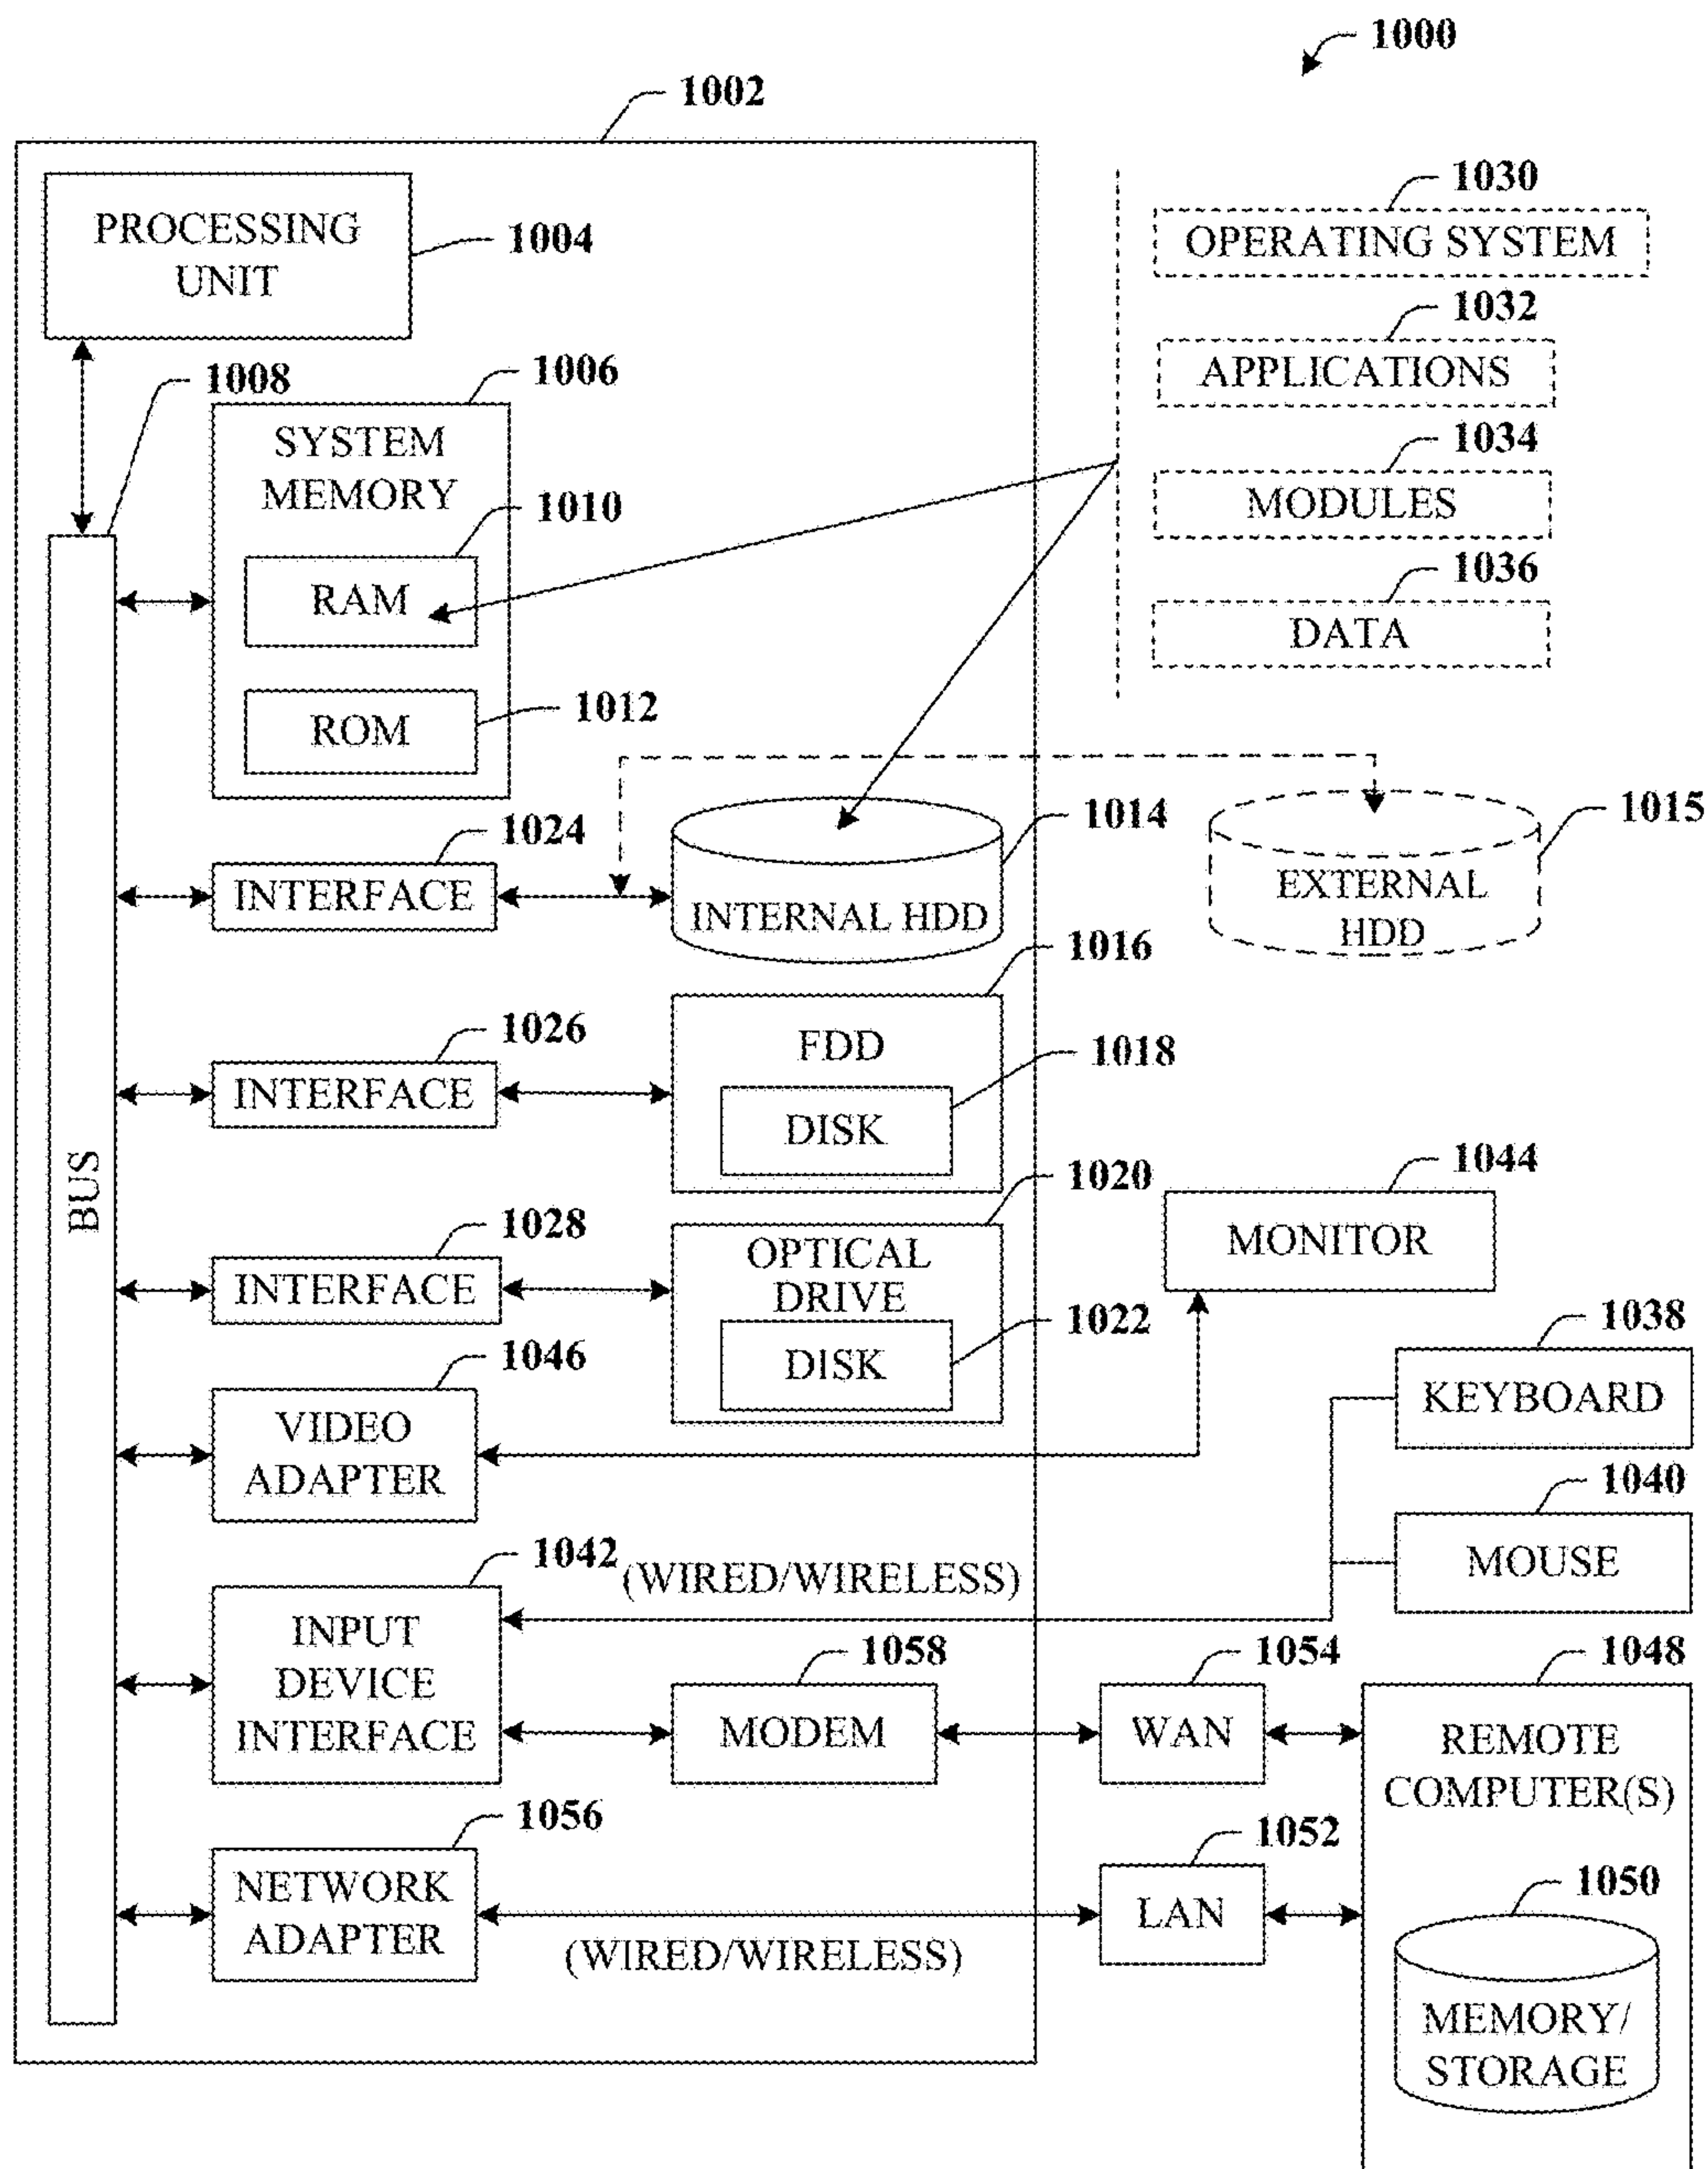 1000
1002
PROCESSING
UNIT
1004
1030
OPERATING SYSTEM
1032
APPLICATIONS
1034
MODULES
1036
DATA
1008
1006
SYSTEM
MEMORY
1010
RAM
1012
ROM
1024
INTERFACE
1014
INTERNAL HDD
1015
EXTERNAL
HDD
1026
INTERFACE
1016
FDD
1018
DISK
BUS
1028
INTERFACE
1020
OPTICAL
DRIVE
1022
DISK
1044
MONITOR
1046
VIDEO
ADAPTER
1038
KEYBOARD
1040
MOUSE
1042
(WIRED/WIRELESS)
INPUT
DEVICE
INTERFACE
1058
MODEM
1054
WAN
1048
REMOTE
COMPUTER(S)
1056
NETWORK
ADAPTER
(WIRED/WIRELESS)
1052
LAN
1050
MEMORY/
STORAGE